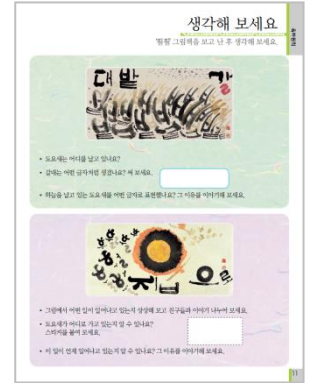 생각해 보세요
'훨훨' 그림책을 보고 난 후 생각해 보세요.
• 도요새는 어디를 날고 있나요?
• 갈대는 어떤 글자처럼 생겼나요? 써 보세요.
• 하늘을 날고 있는 도요새를 어떤 글자로 표현했나요? 그 이유를 이야기해 보세요.
• 그림에서 어떤 일이 일어나고 있는지 상상해 보고 친구들과 이야기 나누어 보세요.
• 도요새가 어디로 가고 있는지 알 수 있나요?
스티커를 붙여 보세요.
• 이 일이 언제 일어나고 있는지 알 수 있나요? 그 이유를 이야기해 보세요.
11